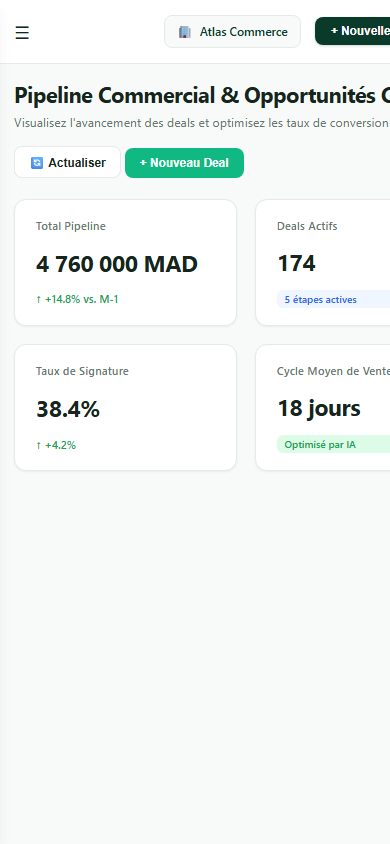 ☰ Atlas Commerce + Nouvelle
Pipeline Commercial & Opportunités
Visualisez l'avancement des deals et optimisez les taux de conversion
Actualiser + Nouveau Deal
Total Pipeline
4 760 000 MAD
↑ +14.8% vs. M-1
Deals Actifs
174
5 étapes actives
Taux de Signature
38.4%
↑ +4.2%
Cycle Moyen de Vente
18 jours
Optimisé par IA